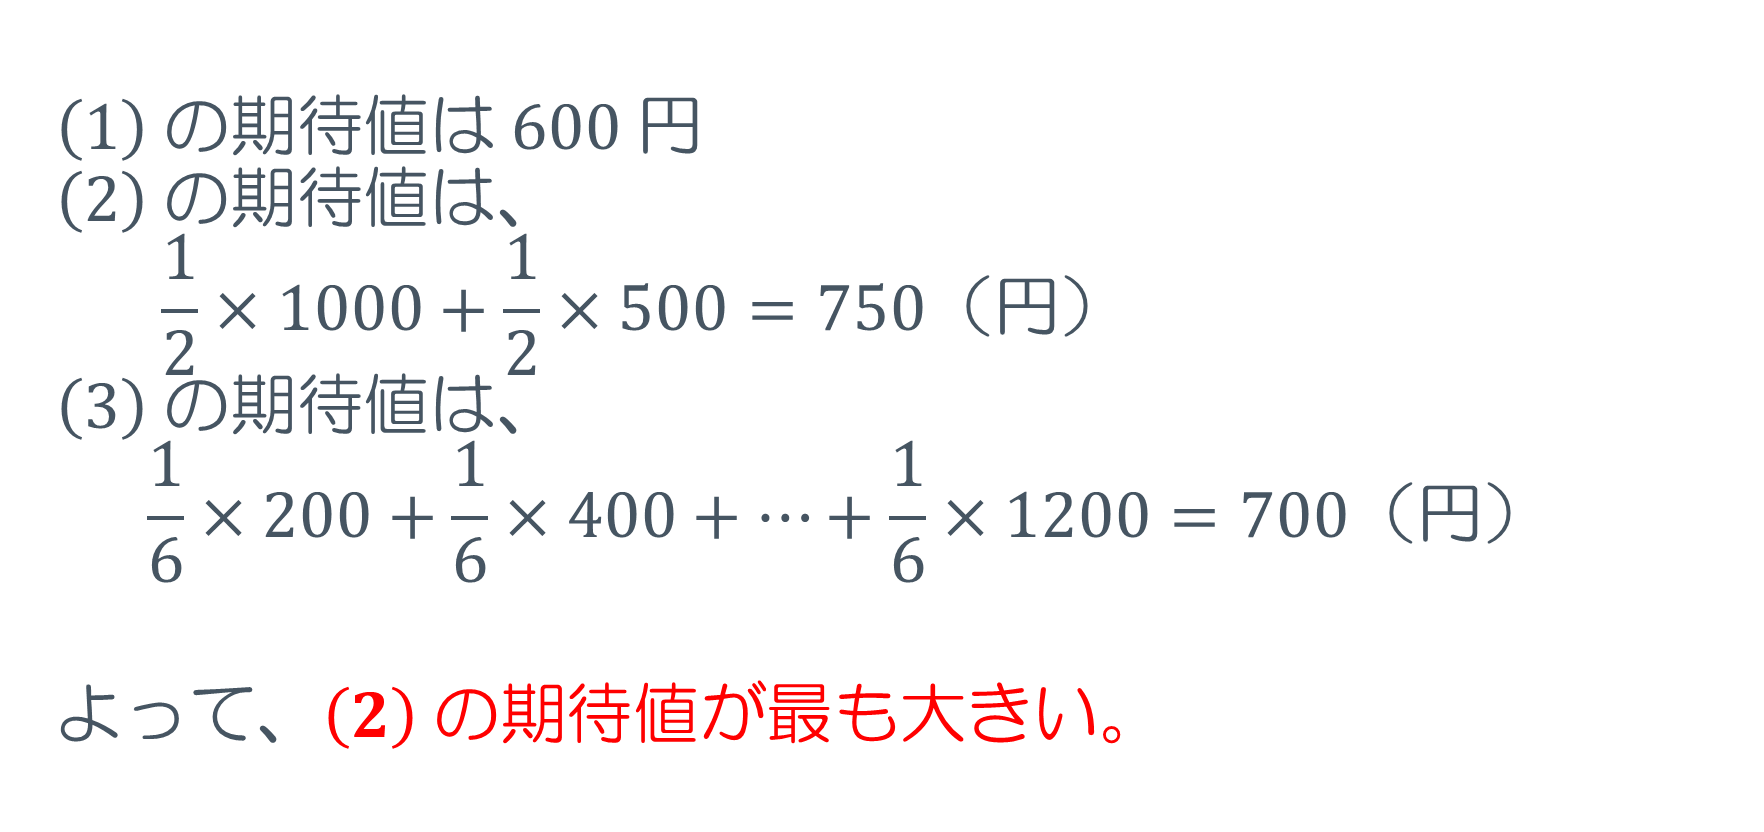 (1) の期待値は 600 円
(2) の期待値は、
1/2 × 1000 + 1/2 × 500 = 750（円）
(3) の期待値は、
1/6 × 200 + 1/6 × 400 + ⋯ + 1/6 × 1200 = 700（円）
よって、(2) の期待値が最も大きい。